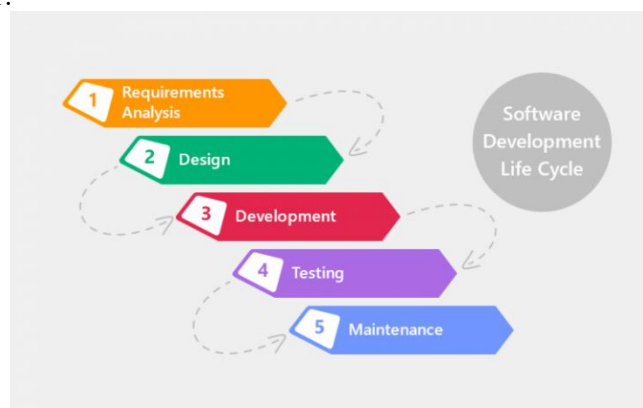 1
Requirements
Analysis
2
Design
3
Development
4
Testing
5
Maintenance
Software
Development
Life Cycle